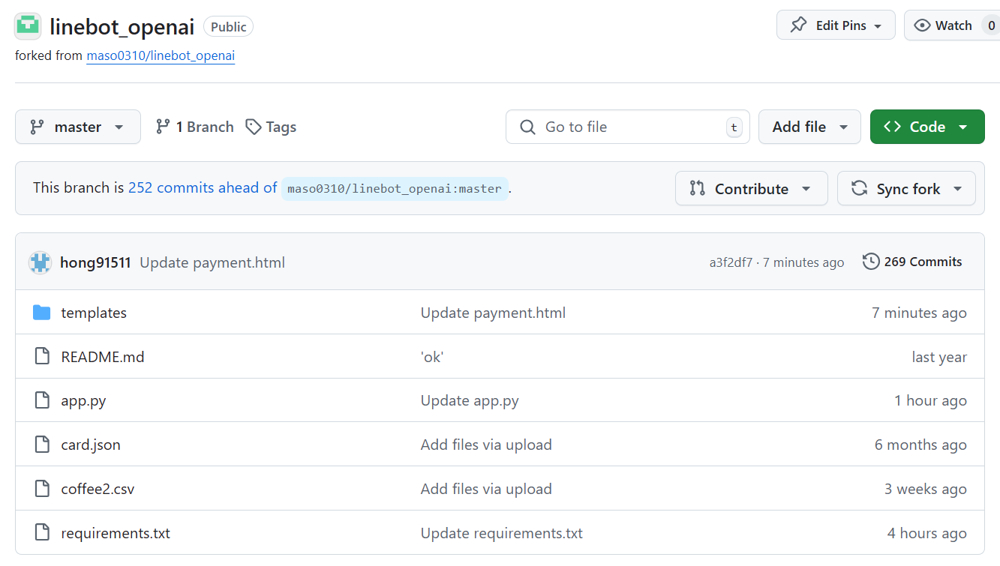 linebot_openai Public Edit Pins Watch 0
forked from maso0310/linebot_openai
master 1 Branch Tags Go to file t Add file Code
This branch is 252 commits ahead of maso0310/linebot_openai:master . Contribute Sync fork
hong91511 Update payment.html a3f2df7 · 7 minutes ago 269 Commits
templates Update payment.html 7 minutes ago
README.md 'ok' last year
app.py Update app.py 1 hour ago
card.json Add files via upload 6 months ago
coffee2.csv Add files via upload 3 weeks ago
requirements.txt Update requirements.txt 4 hours ago